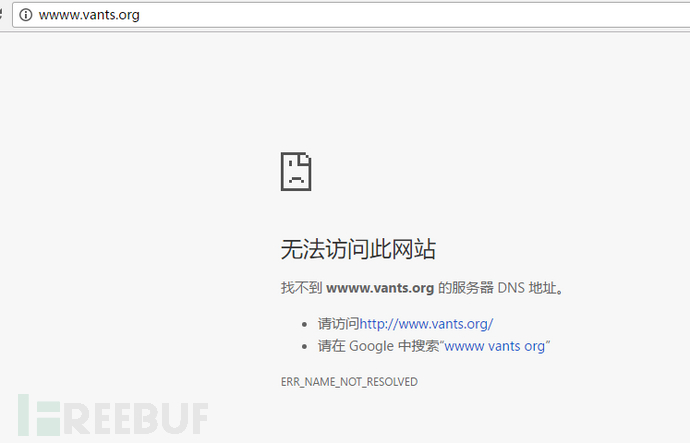 wwww.vants.org
无法访问此网站
找不到 wwww.vants.org 的服务器 DNS 地址。
请访问http://www.vants.org/
请在 Google 中搜索“wwww vants org”
ERR_NAME_NOT_RESOLVED
FREEBUF